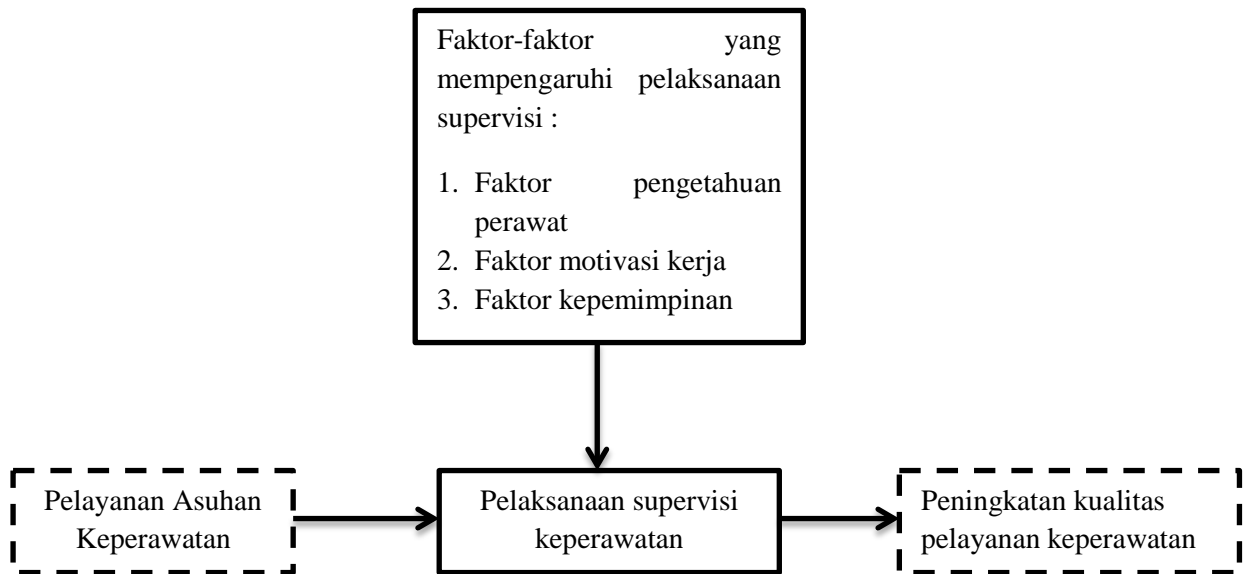 Faktor-faktor yang
mempengaruhi pelaksanaan
supervisi :
1. Faktor pengetahuan
perawat
2. Faktor motivasi kerja
3. Faktor kepemimpinan
Pelayanan Asuhan
Keperawatan
Pelaksanaan supervisi
keperawatan
Peningkatan kualitas
pelayanan keperawatan